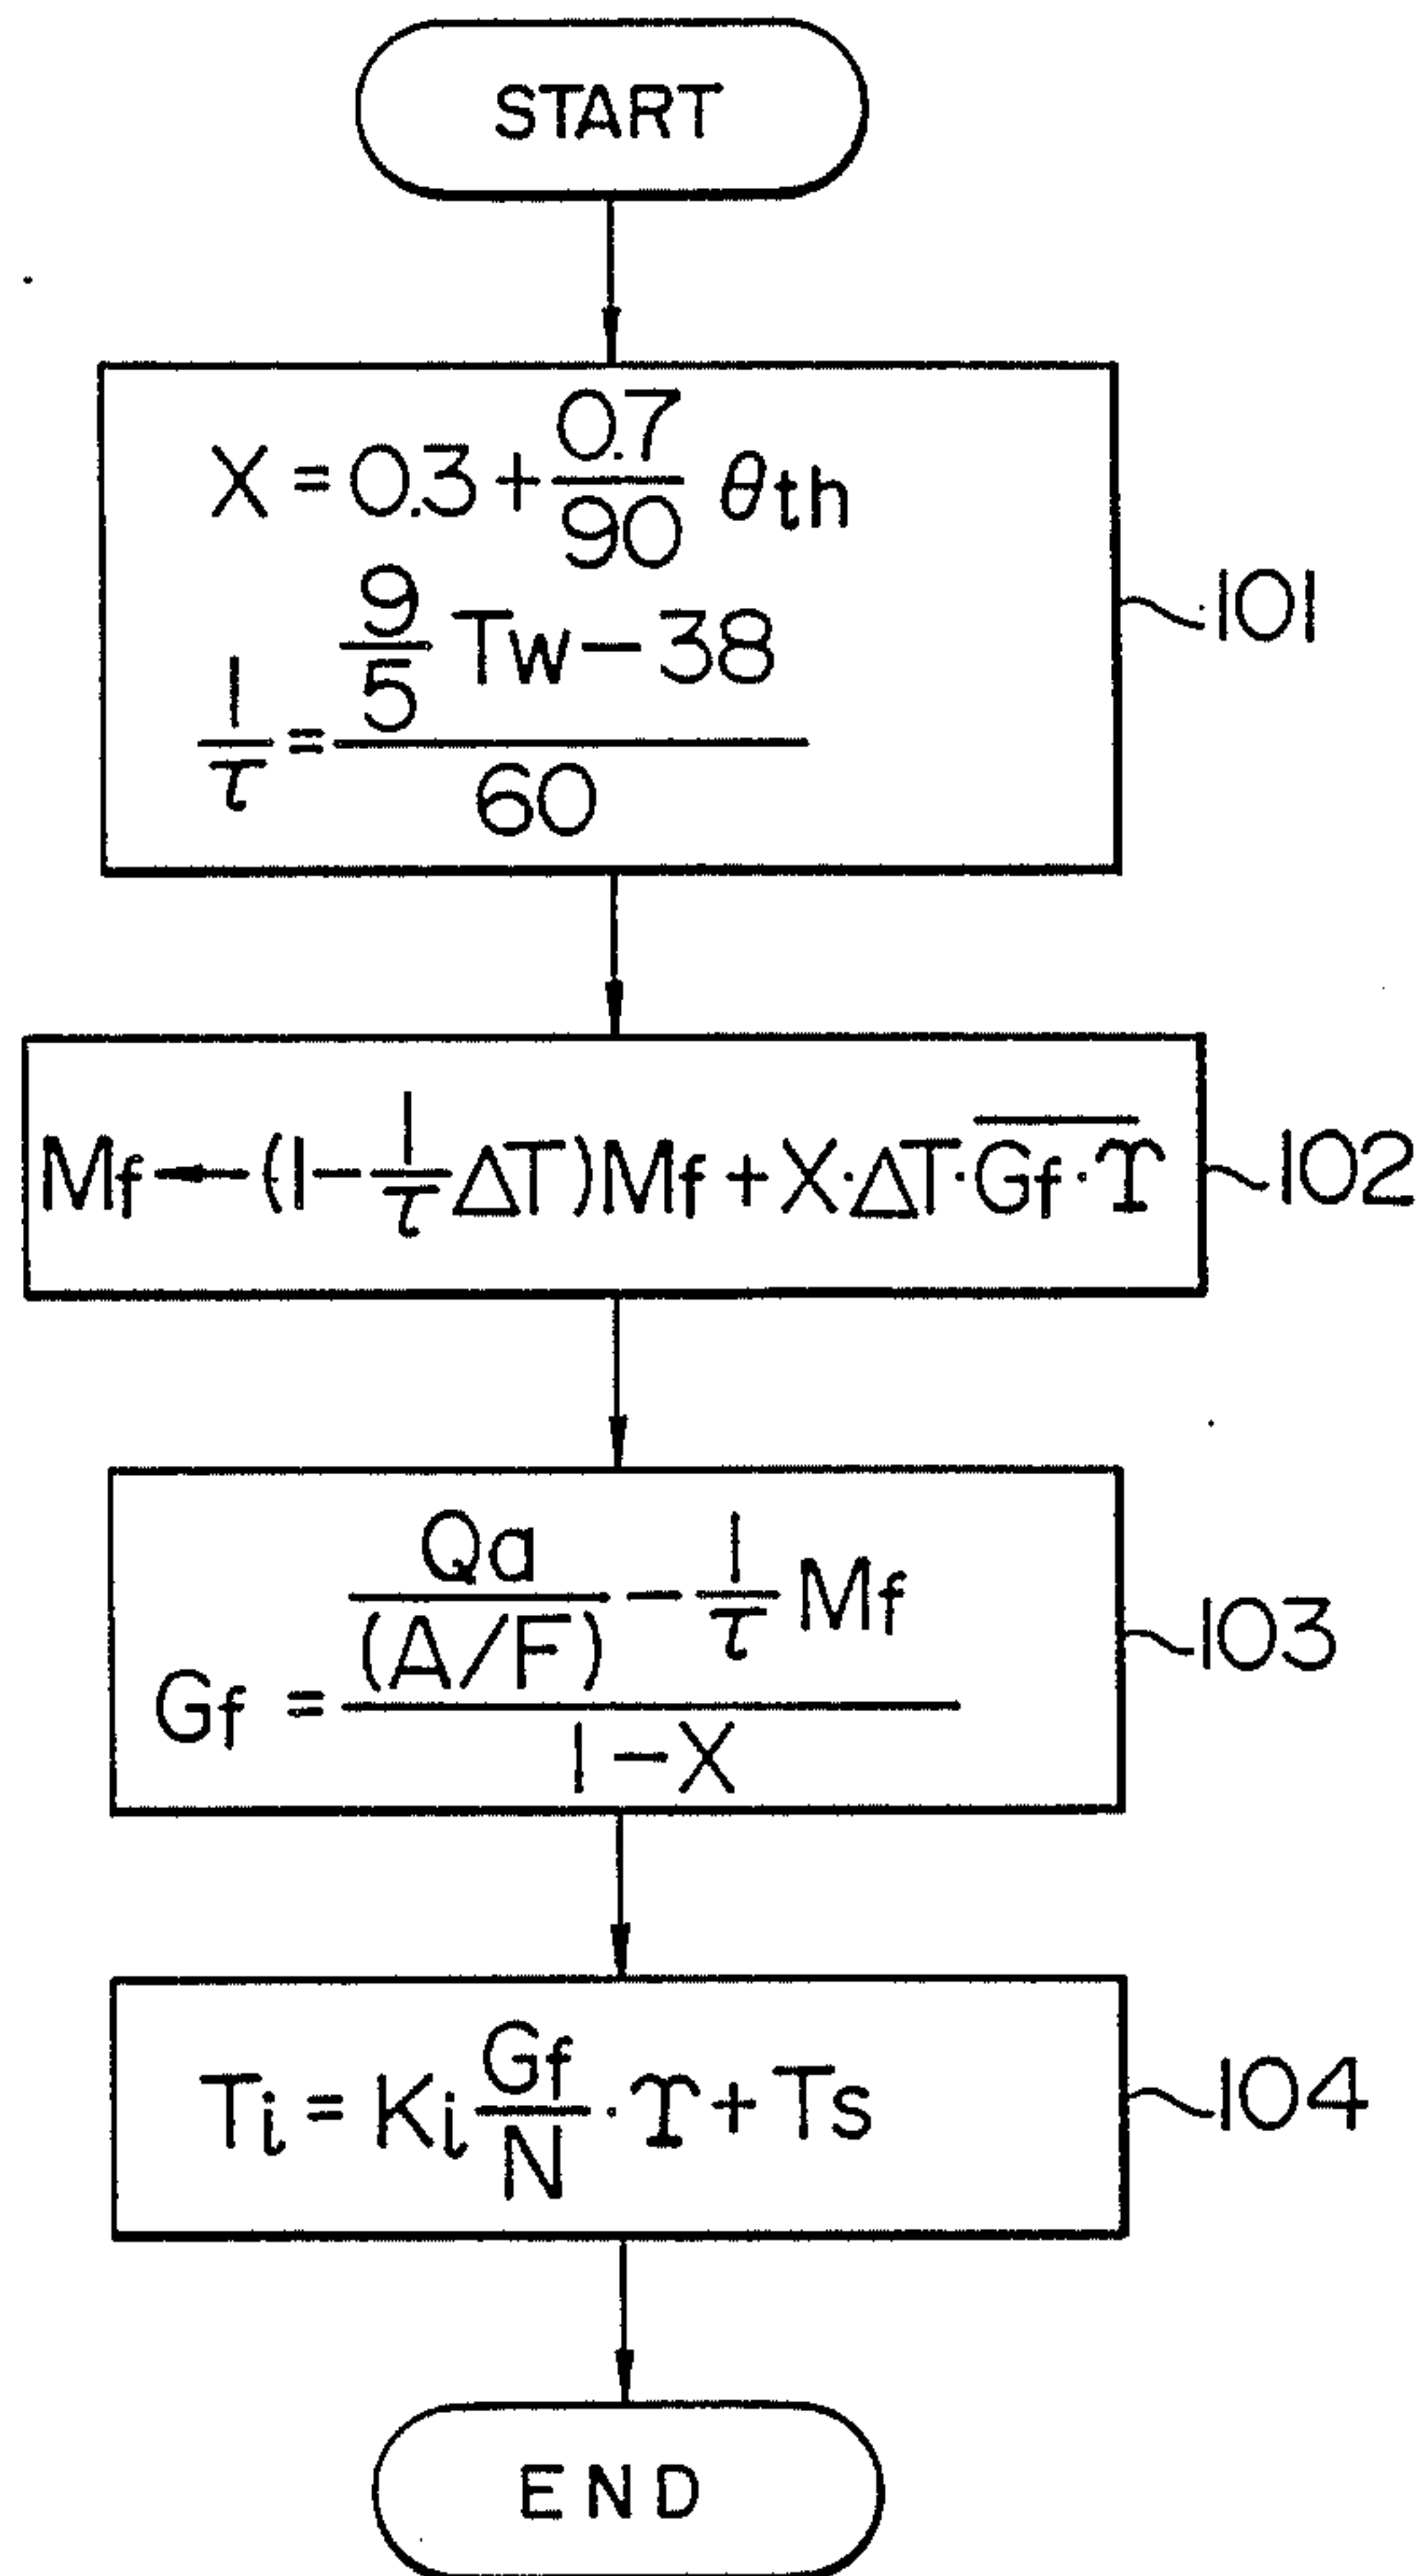 START
X = 0.3 + 0.7/90 θth
1/τ = (9/5 Tw − 38)/60
101
Mf ← (1 − 1/τ ΔT)Mf + X·ΔT·\overline{Gf·ϒ}
102
Gf = (Qa/(A/F) − 1/τ Mf)/(1 − X)
103
Ti = Ki Gf/N · ϒ + Ts
104
END